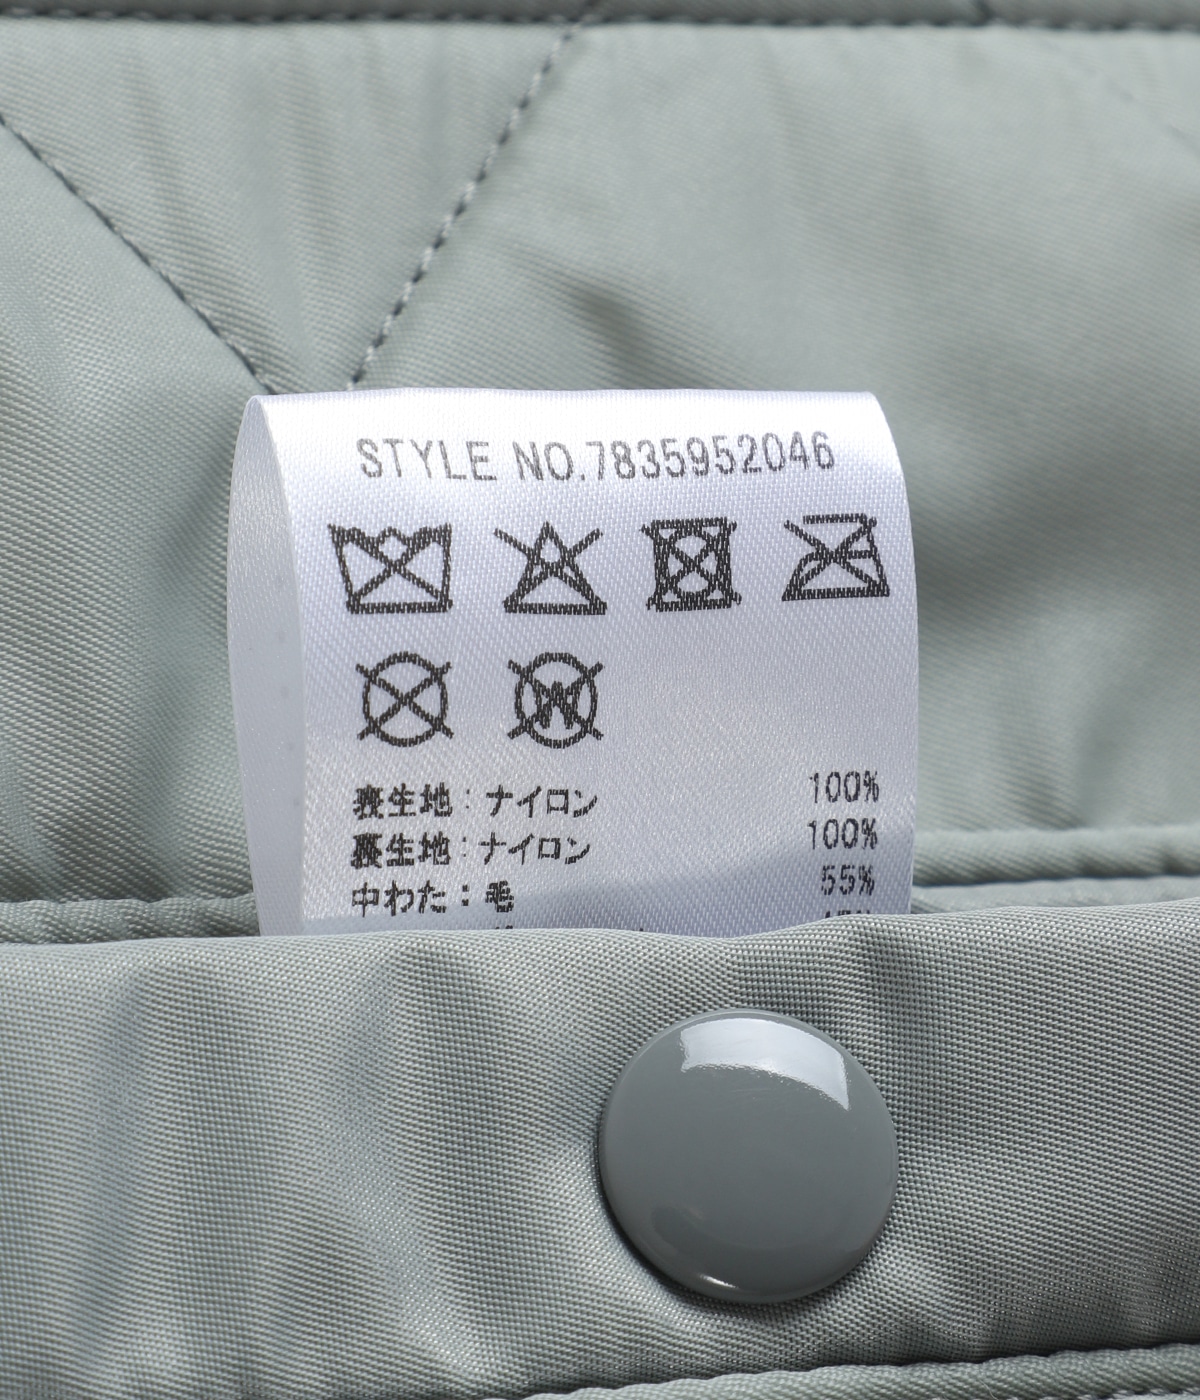 STYLE NO.7835952046
W
表生地：ナイロン 100%
裏生地：ナイロン 100%
中わた：毛 55%